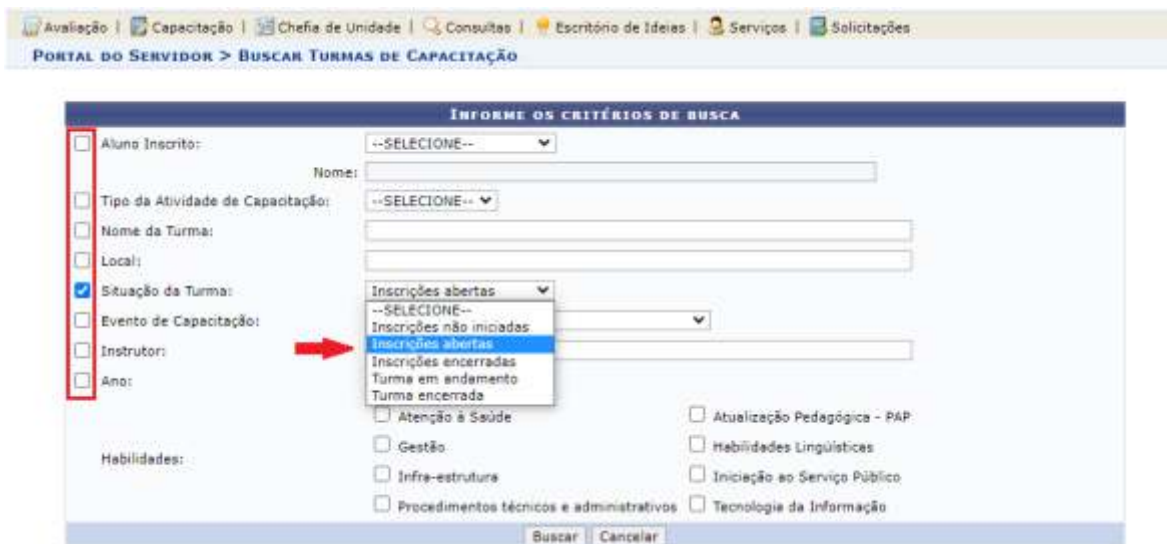 Avaliação | Capacitação | Chefia de Unidade | Consultas | Escritório de Ideias | Serviços | Solicitações
PORTAL DO SERVIDOR > BUSCAR TURMAS DE CAPACITAÇÃO
INFORME OS CRITÉRIOS DE BUSCA
Aluno Inscrito: --SELECIONE--
Nome:
Tipo da Atividade de Capacitação: --SELECIONE--
Nome da Turma:
Local:
Situação da Turma: Inscrições abertas
--SELECIONE--
Evento de Capacitação: Inscrições não iniciadas
Instrutor: Inscrições abertas
Inscrições encerradas
Ano: Turma em andamento
Turma encerrada
Atenção à Saúde Atualização Pedagógica - PAP
Habilidades: Gestão Habilidades Lingüísticas
Infra-estrutura Iniciação ao Serviço Público
Procedimentos técnicos e administrativos Tecnologia da Informação
Buscar Cancelar